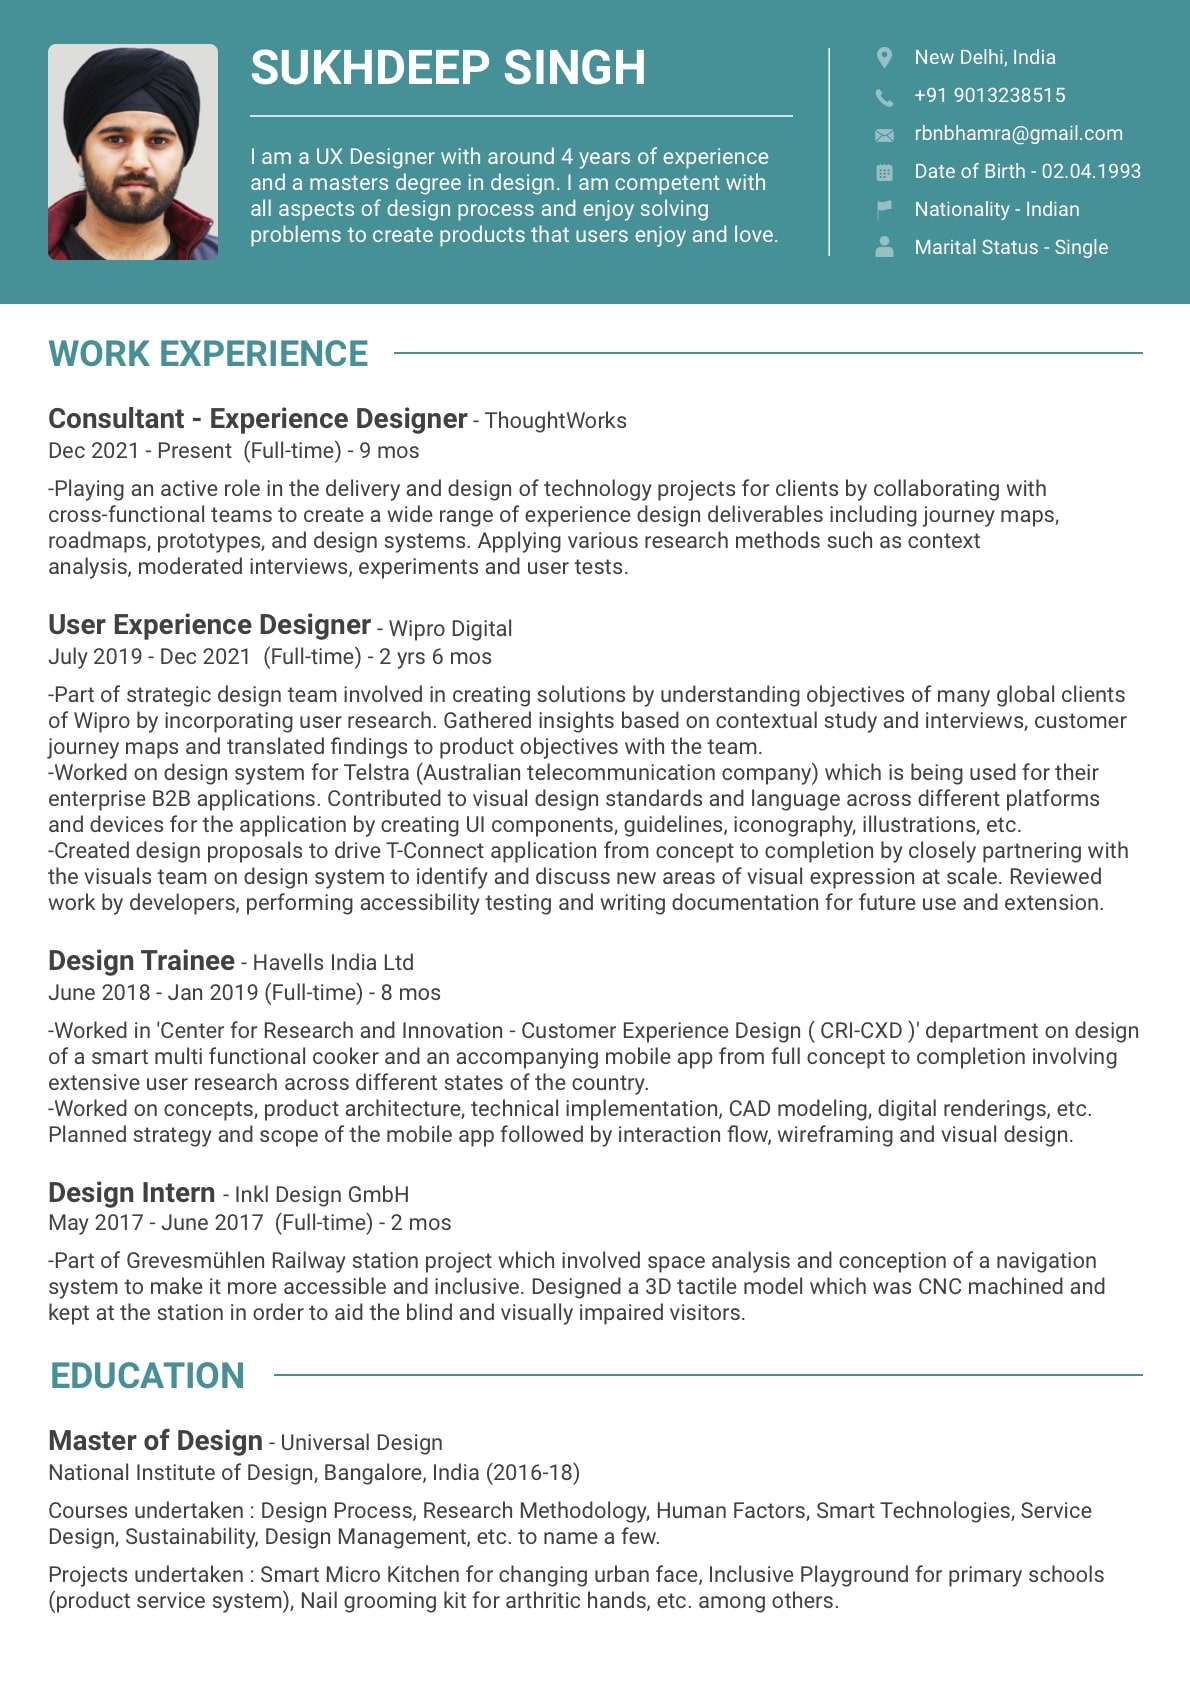 SUKHDEEP SINGH
I am a UX Designer with around 4 years of experience
and a masters degree in design. I am competent with
all aspects of design process and enjoy solving
problems to create products that users enjoy and love.
New Delhi, India
+91 9013238515
rbnbhamra@gmail.com
Date of Birth - 02.04.1993
Nationality - Indian
Marital Status - Single
WORK EXPERIENCE
Consultant - Experience Designer - ThoughtWorks
Dec 2021 - Present  (Full-time) - 9 mos
-Playing an active role in the delivery and design of technology projects for clients by collaborating with
cross-functional teams to create a wide range of experience design deliverables including journey maps,
roadmaps, prototypes, and design systems. Applying various research methods such as context
analysis, moderated interviews, experiments and user tests.
User Experience Designer - Wipro Digital
July 2019 - Dec 2021  (Full-time) - 2 yrs 6 mos
-Part of strategic design team involved in creating solutions by understanding objectives of many global clients
of Wipro by incorporating user research. Gathered insights based on contextual study and interviews, customer
journey maps and translated findings to product objectives with the team.
-Worked on design system for Telstra (Australian telecommunication company) which is being used for their
enterprise B2B applications. Contributed to visual design standards and language across different platforms
and devices for the application by creating UI components, guidelines, iconography, illustrations, etc.
-Created design proposals to drive T-Connect application from concept to completion by closely partnering with
the visuals team on design system to identify and discuss new areas of visual expression at scale. Reviewed
work by developers, performing accessibility testing and writing documentation for future use and extension.
Design Trainee - Havells India Ltd
June 2018 - Jan 2019 (Full-time) - 8 mos
-Worked in 'Center for Research and Innovation - Customer Experience Design ( CRI-CXD )' department on design
of a smart multi functional cooker and an accompanying mobile app from full concept to completion involving
extensive user research across different states of the country.
-Worked on concepts, product architecture, technical implementation, CAD modeling, digital renderings, etc.
Planned strategy and scope of the mobile app followed by interaction flow, wireframing and visual design.
Design Intern - Inkl Design GmbH
May 2017 - June 2017  (Full-time) - 2 mos
-Part of Grevesmühlen Railway station project which involved space analysis and conception of a navigation
system to make it more accessible and inclusive. Designed a 3D tactile model which was CNC machined and
kept at the station in order to aid the blind and visually impaired visitors.
EDUCATION
Master of Design - Universal Design
National Institute of Design, Bangalore, India (2016-18)
Courses undertaken : Design Process, Research Methodology, Human Factors, Smart Technologies, Service
Design, Sustainability, Design Management, etc. to name a few.
Projects undertaken : Smart Micro Kitchen for changing urban face, Inclusive Playground for primary schools
(product service system), Nail grooming kit for arthritic hands, etc. among others.